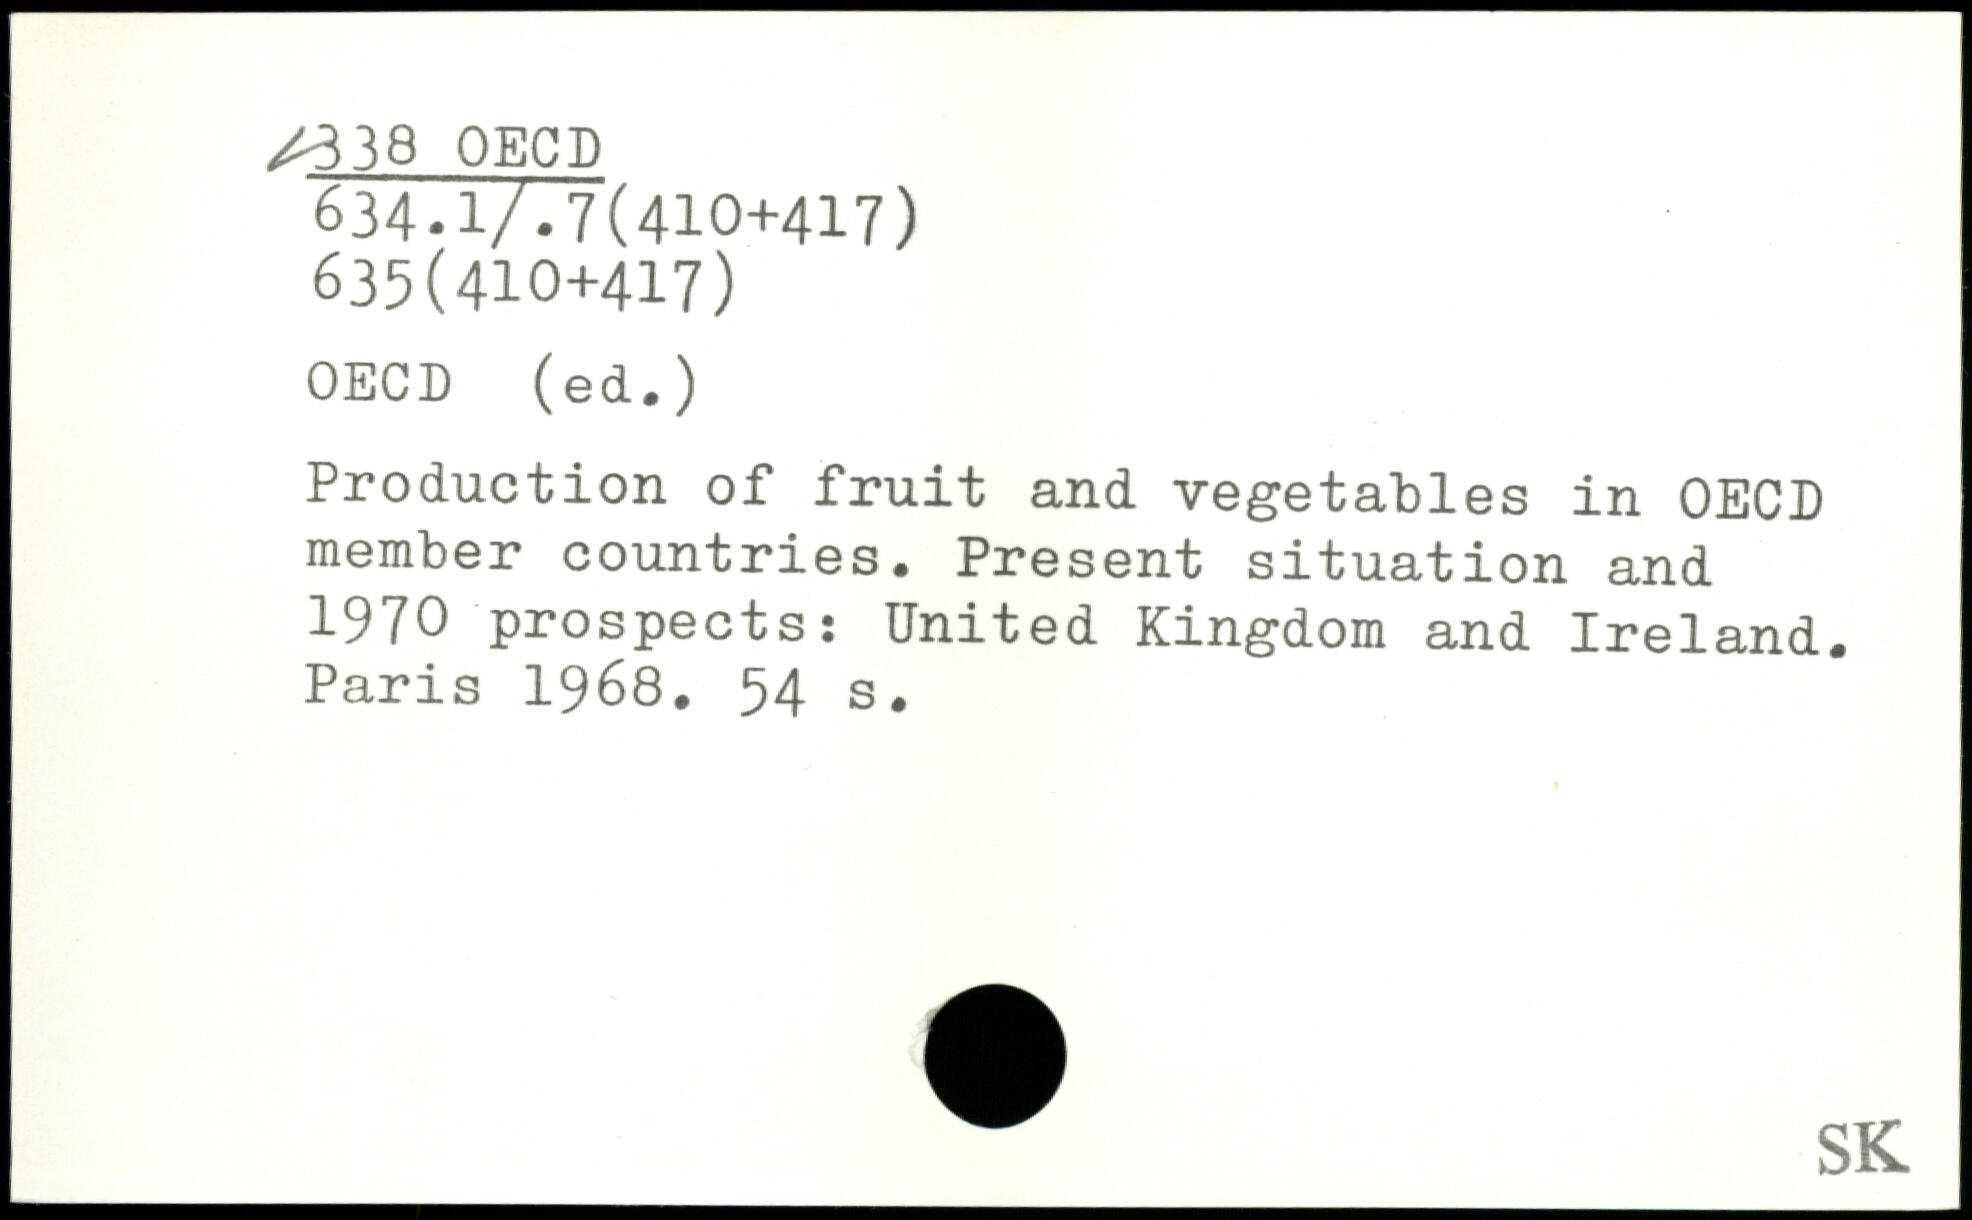 338 OECD
634.1/.7(410+417)
635(410+417)
OECD (ed.)
Production of fruit and vegetables in OECD
member countries. Present situation and
1970 prospects: United Kingdom and Ireland.
Paris 1968. 54 s.
SK